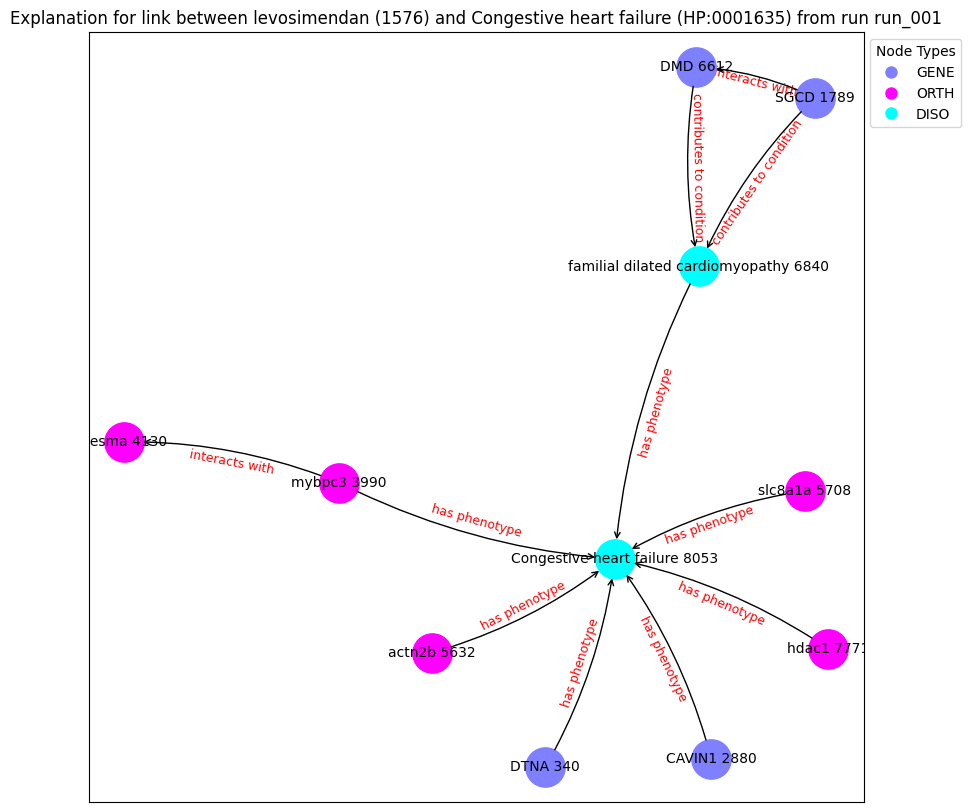 Explanation for link between levosimendan (1576) and Congestive heart failure (HP:0001635) from run run_001
Node Types
GENE
ORTH
DISO
DMD 6612
interacts with
SGCD 1789
contributes to condition
contributes to condition
familial dilated cardiomyopathy 6840
has phenotype
esma 4130
interacts with
mybpc3 3990
slc8a1a 5708
has phenotype
has phenotype
Congestive heart failure 8053
has phenotype
has phenotype
actn2b 5632
hdac1 7771
has phenotype
has phenotype
DTNA 340
CAVIN1 2880